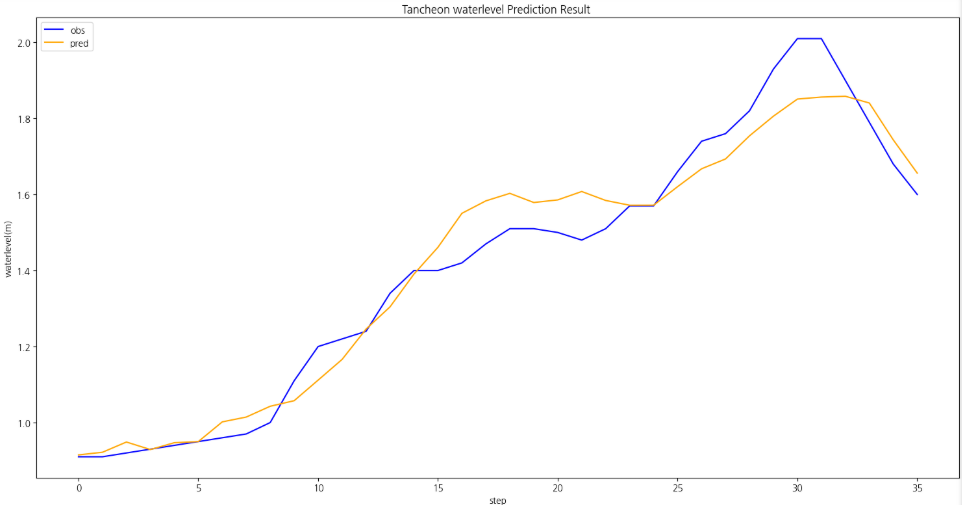 Tancheon waterlevel Prediction Result
obs
pred
2.0
1.8
1.6
1.4
1.2
1.0
waterlevel(m)
0 5 10 15 20 25 30 35
step